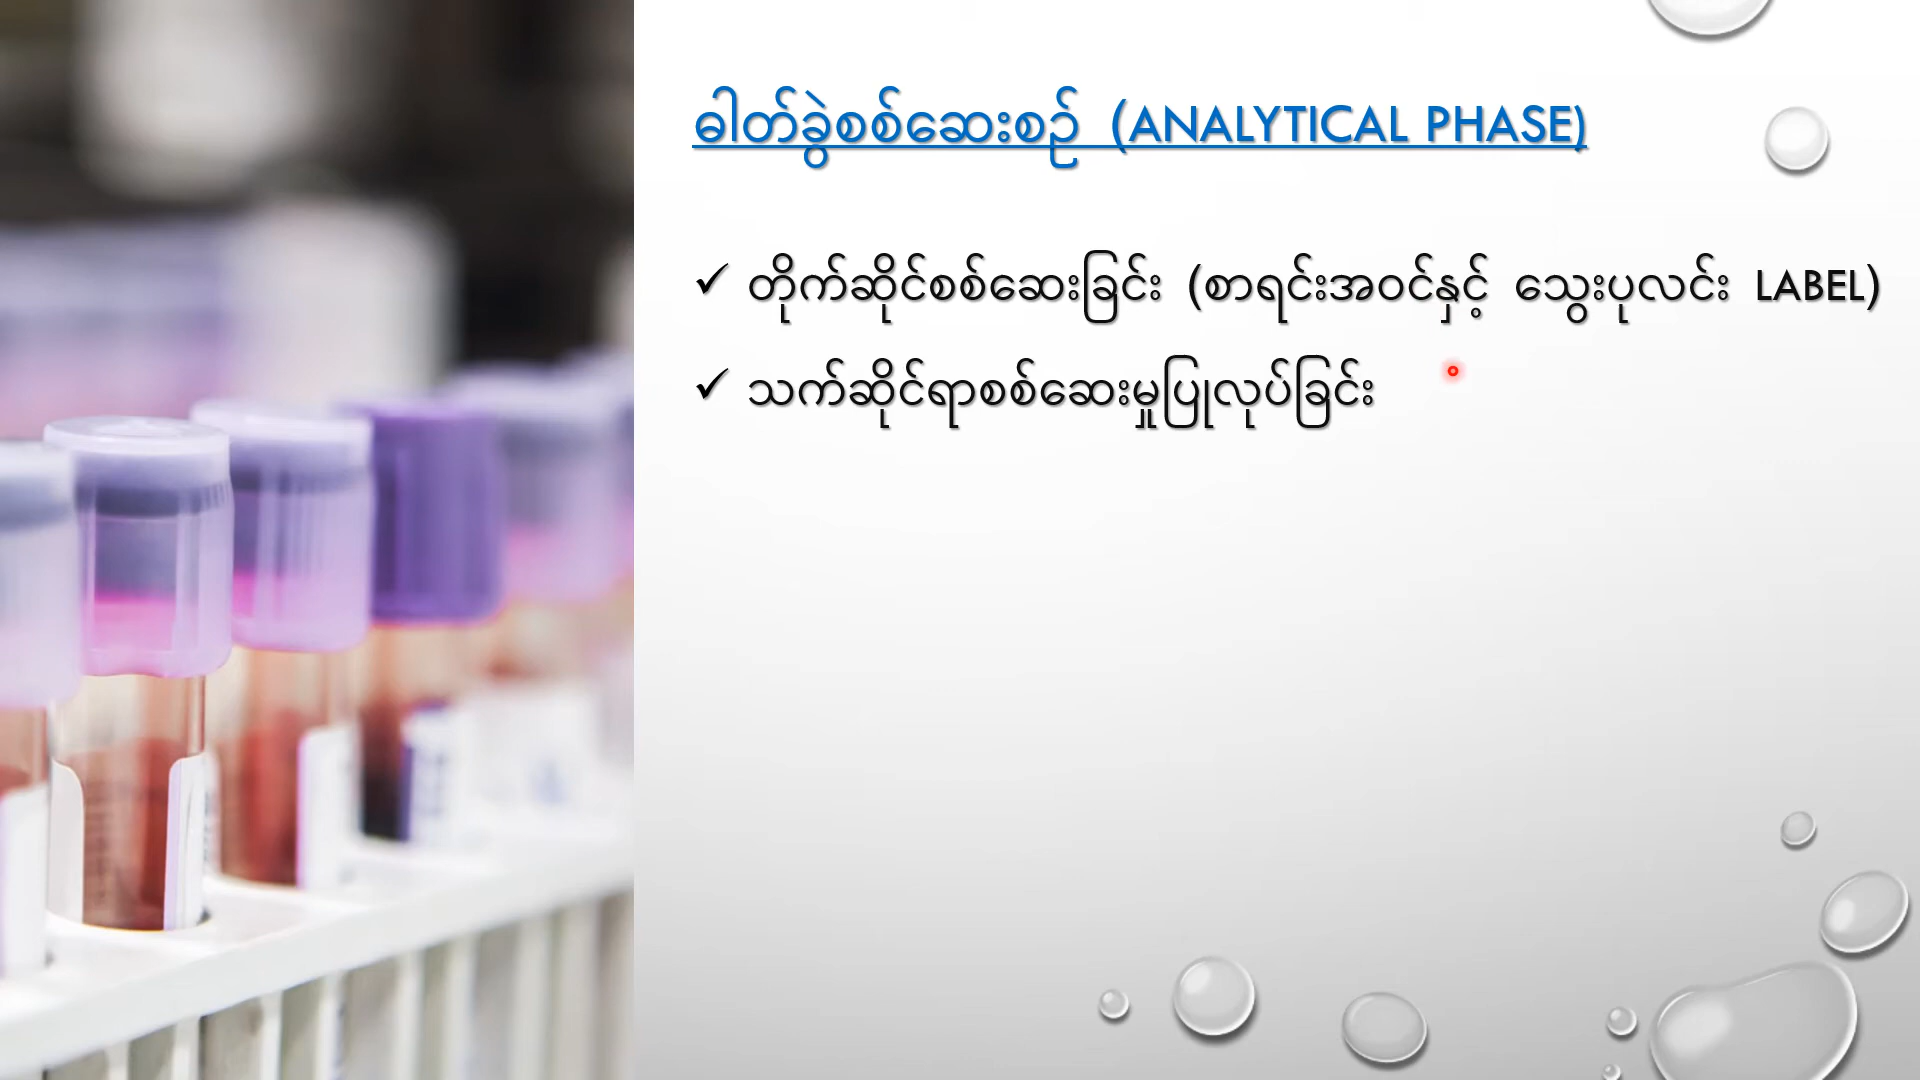 ဓါတ်ခွဲစစ်ဆေးစဉ် (ANALYTICAL PHASE)
✓ တိုက်ဆိုင်စစ်ဆေးခြင်း (စာရင်းအဝင်နှင့် သွေးပုလင်း LABEL)
✓ သက်ဆိုင်ရာစစ်ဆေးမှုပြုလုပ်ခြင်း